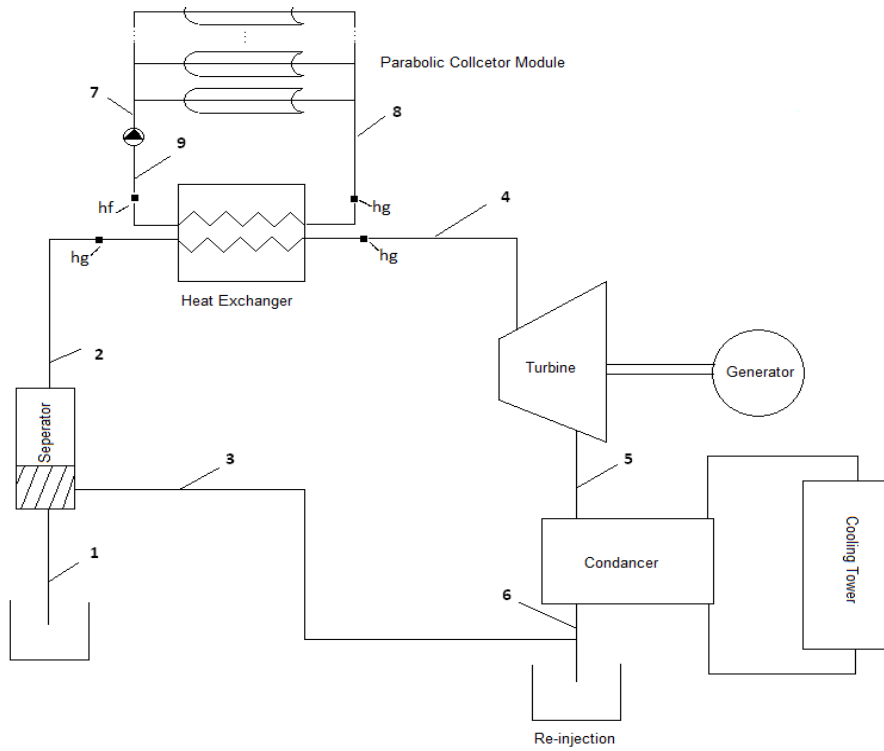 Parabolic Collcetor Module
7
8
9
hf
hg
4
hg
hg
Heat Exchanger
2
Turbine
Generator
Seperator
3
5
1
Condancer
Cooling Tower
6
Re-injection